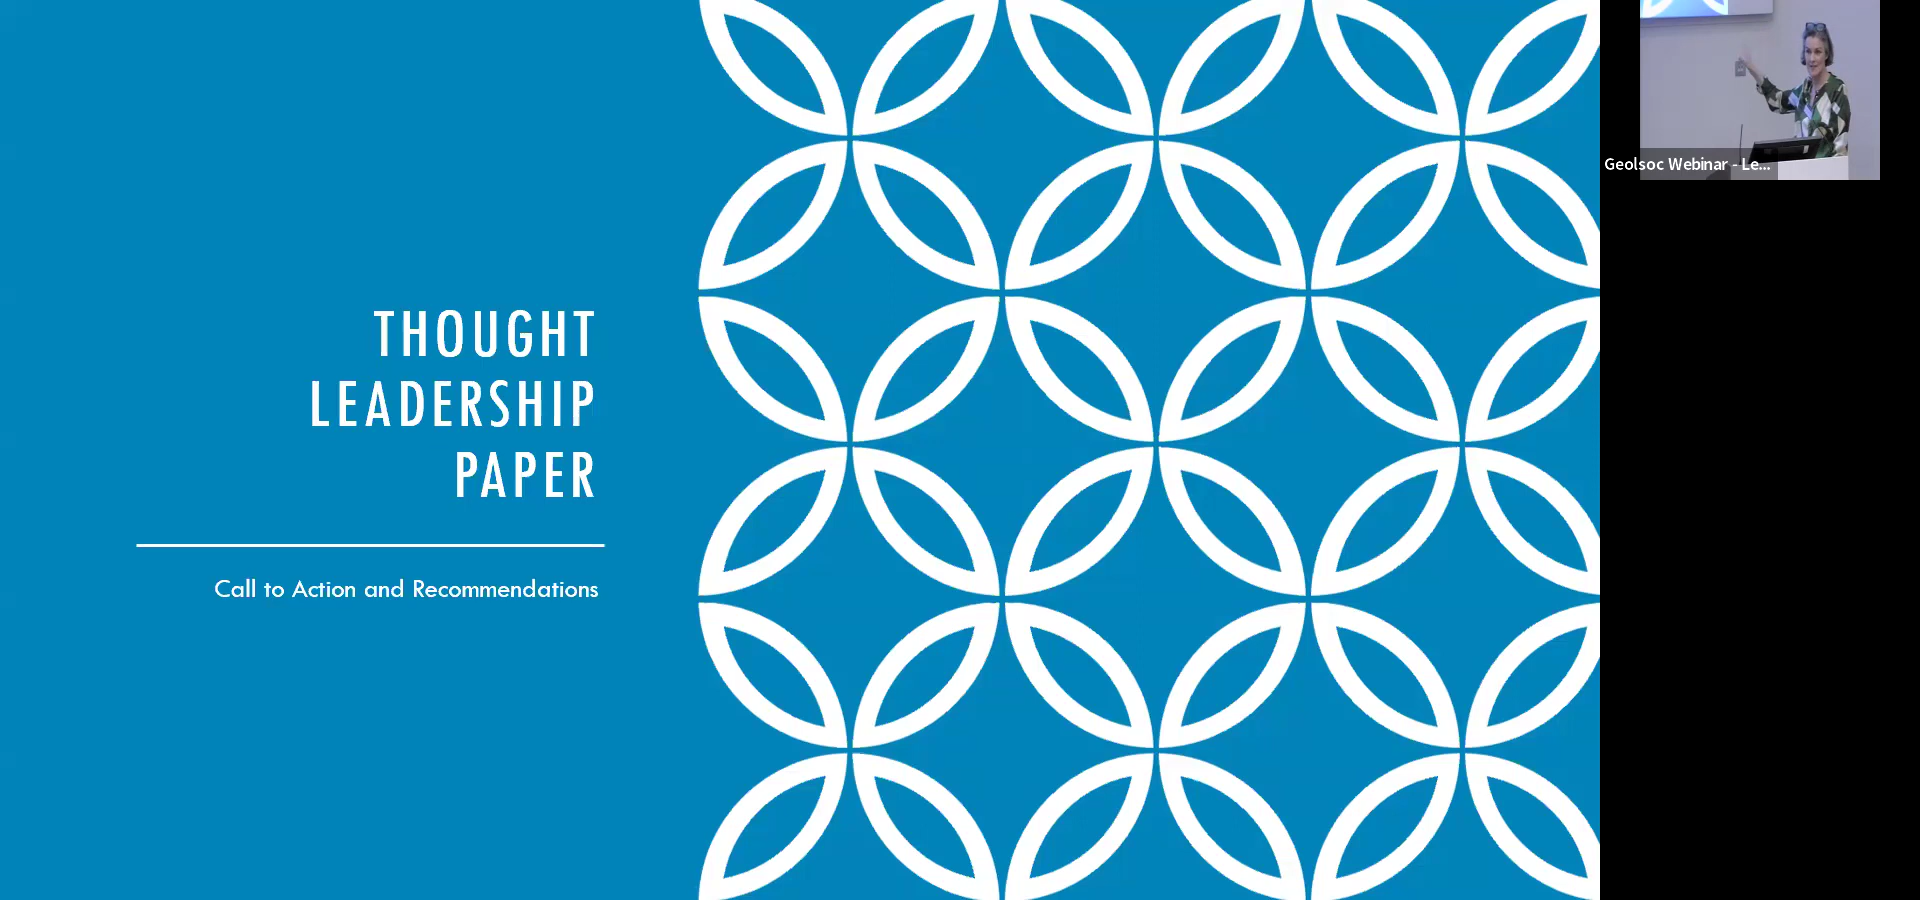 THOUGHT
LEADERSHIP
PAPER
Call to Action and Recommendations
Geolsoc Webinar - Le...